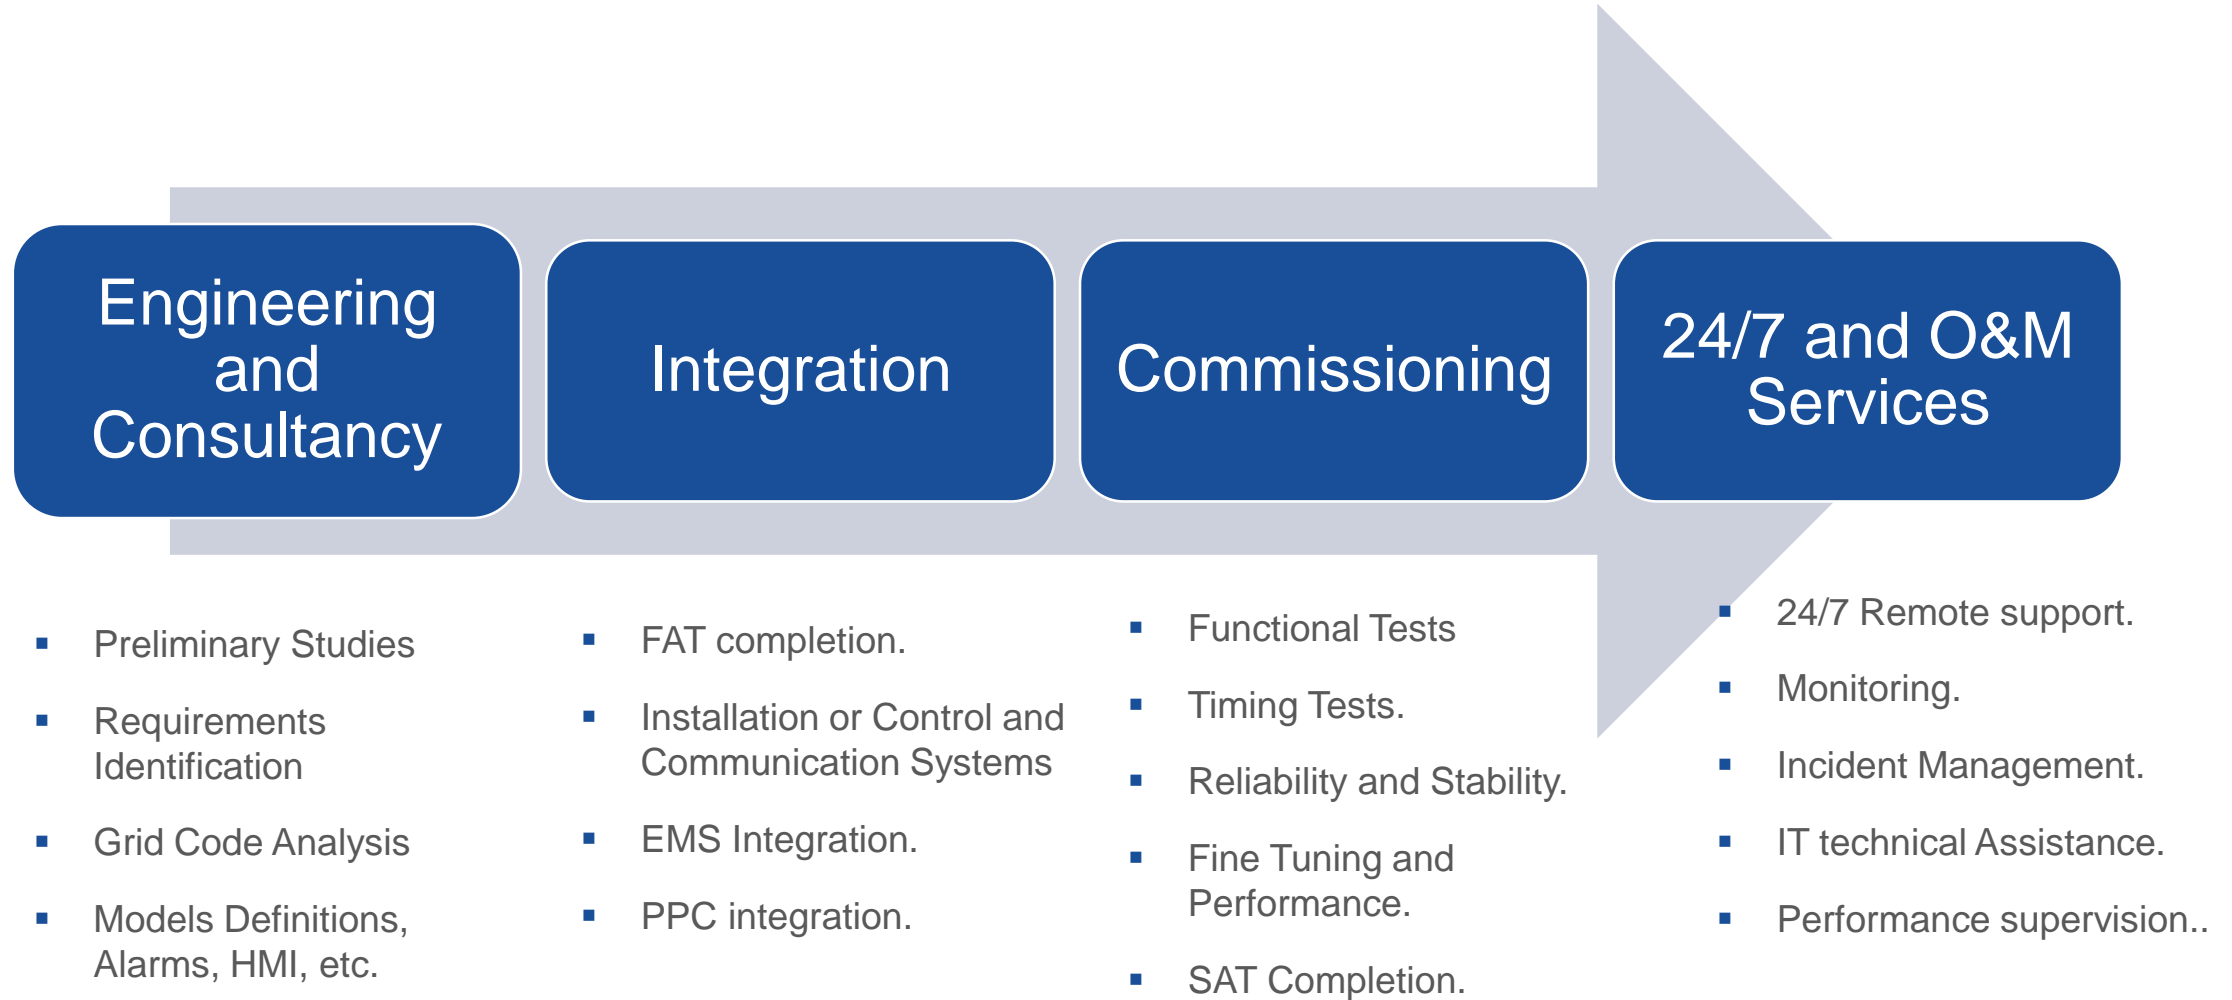 Engineering
and
Consultancy
Integration
Commissioning
24/7 and O&M
Services
▪ Preliminary Studies
▪ Requirements
Identification
▪ Grid Code Analysis
▪ Models Definitions,
Alarms, HMI, etc.
▪ FAT completion.
▪ Installation or Control and
Communication Systems
▪ EMS Integration.
▪ PPC integration.
▪ Functional Tests
▪ Timing Tests.
▪ Reliability and Stability.
▪ Fine Tuning and
Performance.
▪ SAT Completion.
▪ 24/7 Remote support.
▪ Monitoring.
▪ Incident Management.
▪ IT technical Assistance.
▪ Performance supervision..